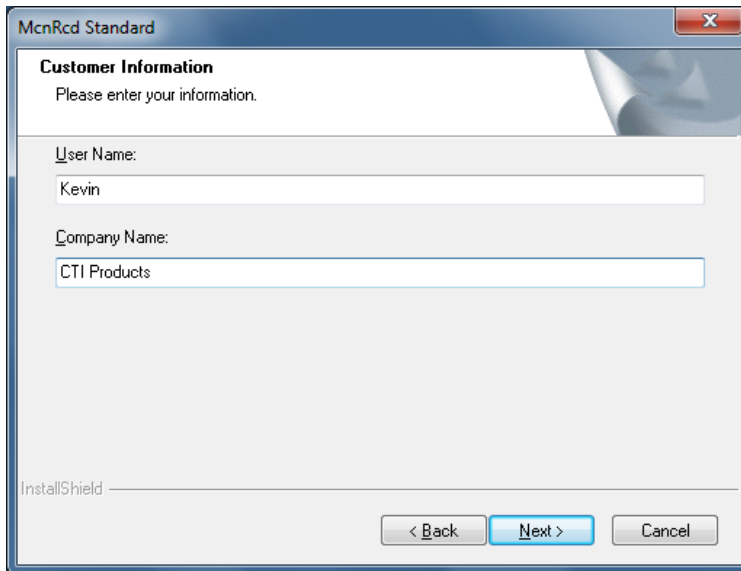 McnRcd Standard
Customer Information
Please enter your information.
User Name:
Kevin
Company Name:
CTI Products
InstallShield
< Back
Next >
Cancel